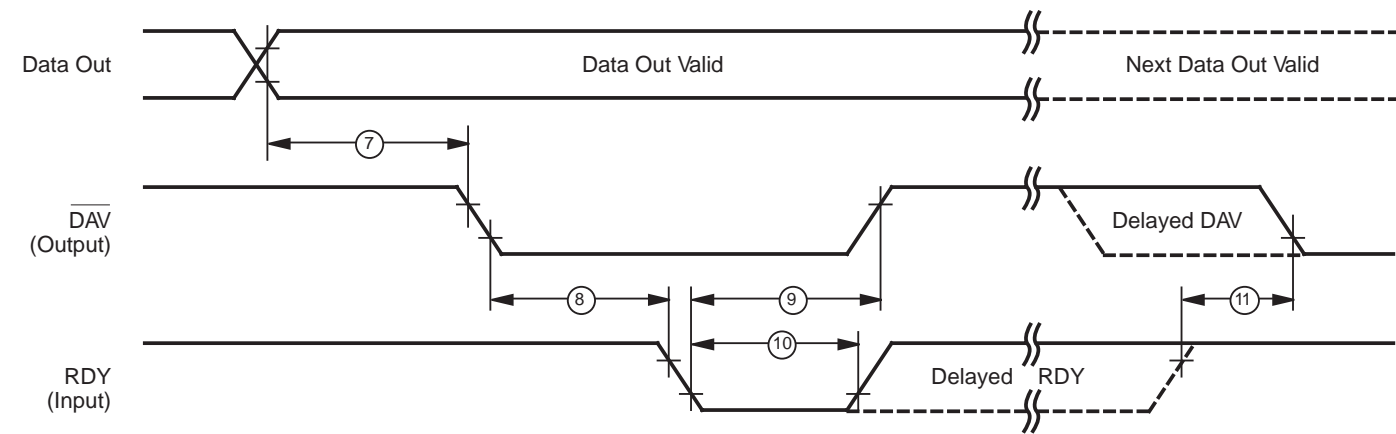 Data Out
Data Out Valid
Next Data Out Valid
7
DAV
(Output)
Delayed DAV
8
9
11
10
RDY
(Input)
Delayed RDY